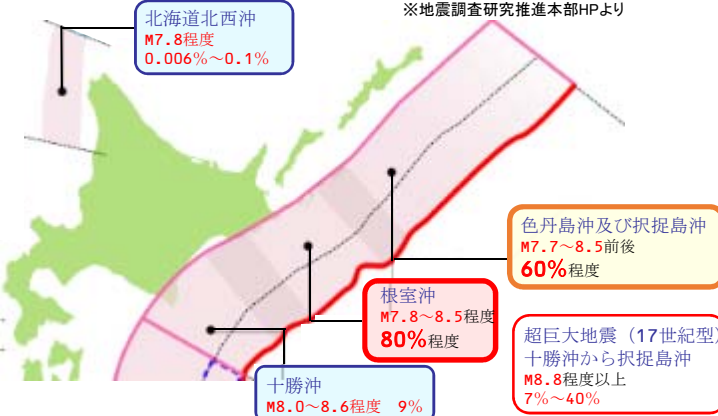 ※地震調査研究推進本部HPより
北海道北西沖
M7.8程度
0.006%～0.1%
色丹島沖及び択捉島沖
M7.7～8.5前後
60%程度
根室沖
M7.8～8.5程度
80%程度
超巨大地震（17世紀型）
十勝沖から択捉島沖
M8.8程度以上
7%～40%
十勝沖
M8.0～8.6程度 9%